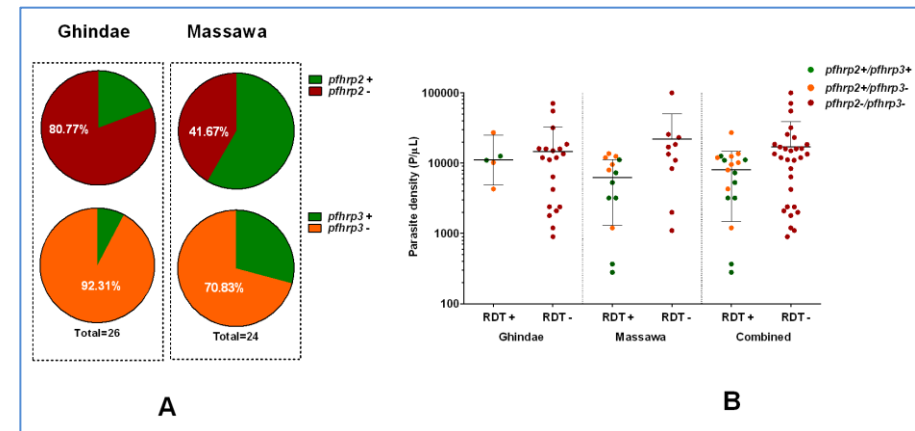 Ghindae
Massawa
pfhrp2 +
pfhrp2 -
80.77%
41.67%
pfhrp3 +
pfhrp3 -
92.31%
70.83%
Total=26
Total=24
A
pfhrp2+/pfhrp3+
pfhrp2+/pfhrp3-
pfhrp2-/pfhrp3-
Parasite density (P/µL)
100000
10000
1000
100
RDT + RDT - RDT + RDT - RDT + RDT -
Ghindae Massawa Combined
B